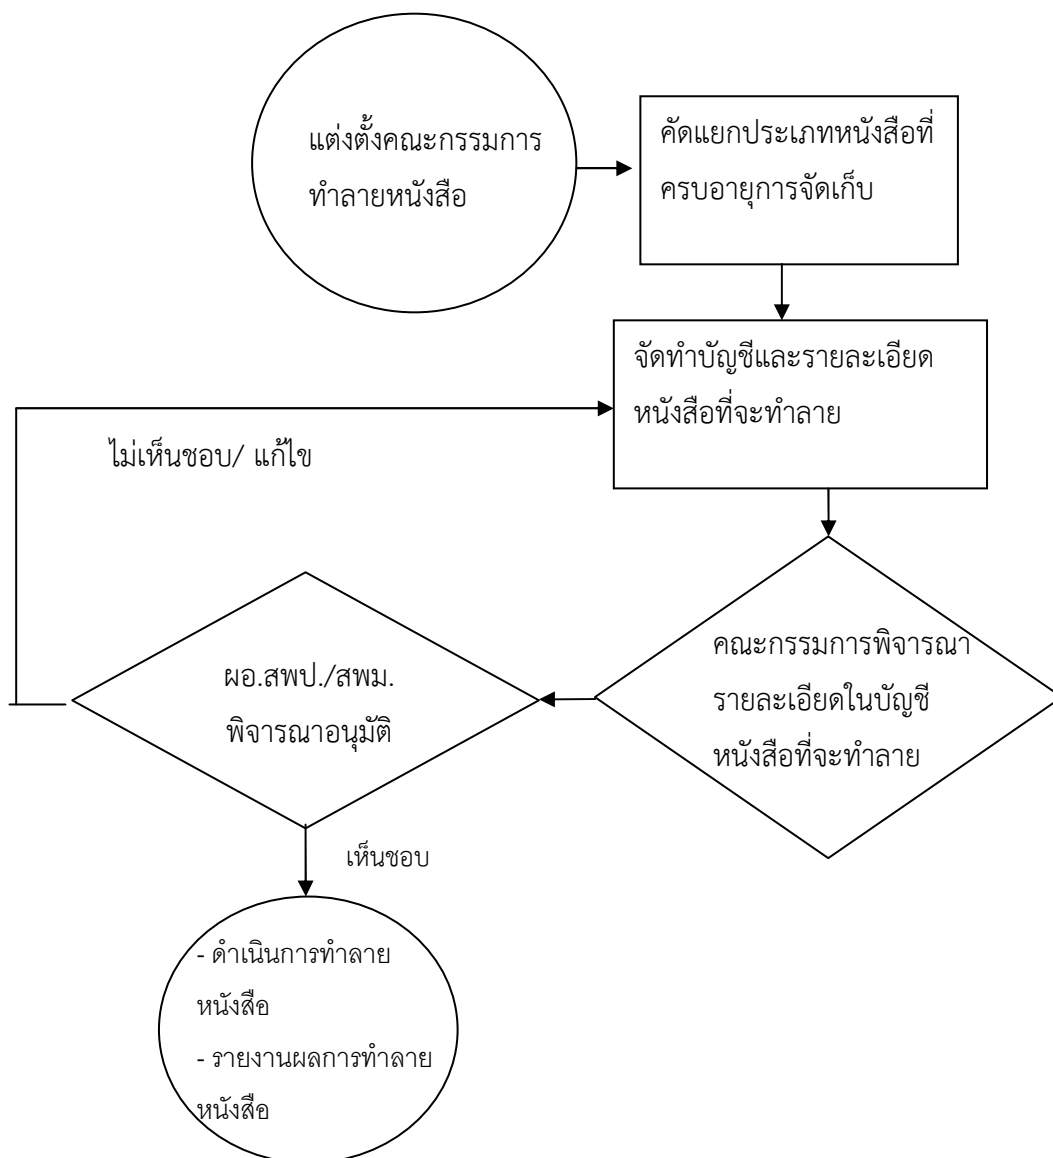 แต่งตั้งคณะกรรมการ
ทำลายหนังสือ
คัดแยกประเภทหนังสือที่
ครบอายุการจัดเก็บ
จัดทำบัญชีและรายละเอียด
หนังสือที่จะทำลาย
ไม่เห็นชอบ/ แก้ไข
คณะกรรมการพิจารณา
รายละเอียดในบัญชี
หนังสือที่จะทำลาย
ผอ.สพป./สพม.
พิจารณาอนุมัติ
เห็นชอบ
- ดำเนินการทำลาย
หนังสือ
- รายงานผลการทำลาย
หนังสือ